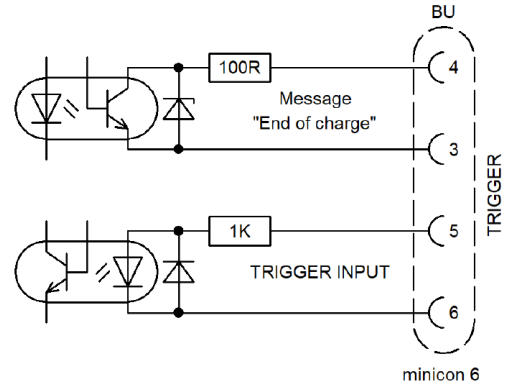 BU
100R
4
Message
"End of charge"
3
TRIGGER
1K
5
TRIGGER INPUT
6
minicon 6